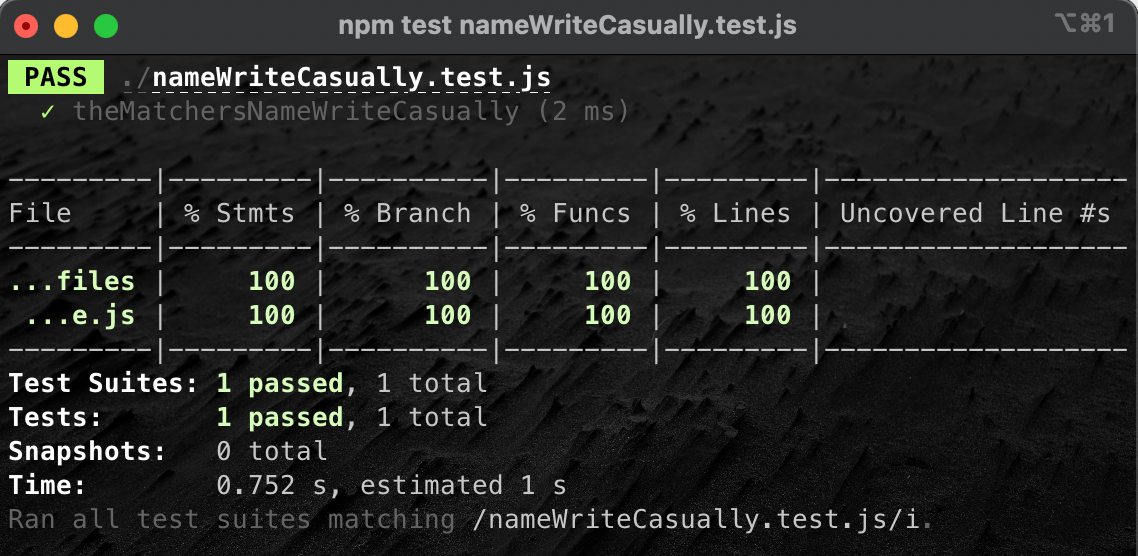 npm test nameWriteCasually.test.js ⌥⌘1
PASS ./nameWriteCasually.test.js
✓ theMatchersNameWriteCasually (2 ms)
---------|---------|----------|---------|---------|-------------------
File | % Stmts | % Branch | % Funcs | % Lines | Uncovered Line #s
---------|---------|----------|---------|---------|-------------------
...files | 100 | 100 | 100 | 100 |
...e.js | 100 | 100 | 100 | 100 |
---------|---------|----------|---------|---------|-------------------
Test Suites: 1 passed, 1 total
Tests: 1 passed, 1 total
Snapshots: 0 total
Time: 0.752 s, estimated 1 s
Ran all test suites matching /nameWriteCasually.test.js/i.